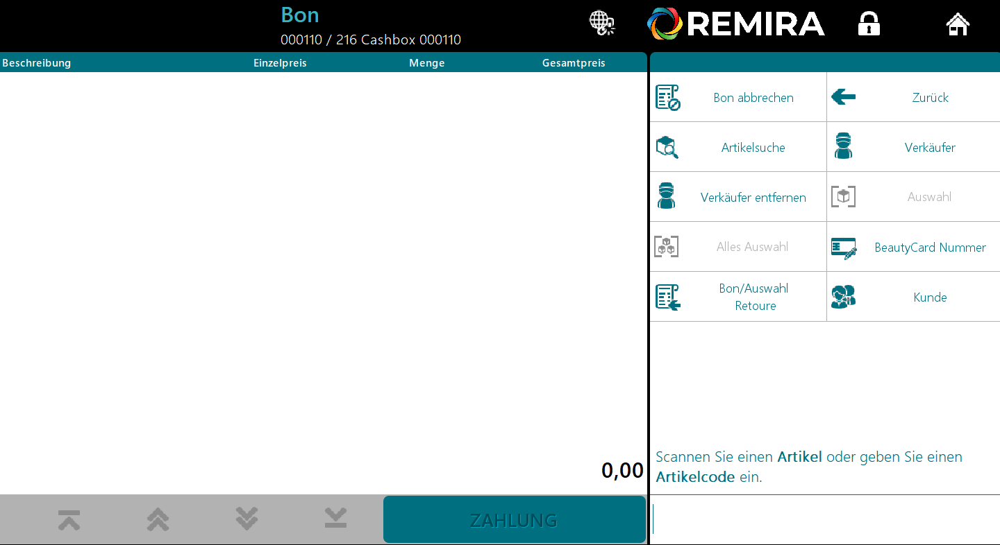 Bon
000110 / 216 Cashbox 000110
REMIRA
Beschreibung Einzelpreis Menge Gesamtpreis
Bon abbrechen Zurück
Artikelsuche Verkäufer
Verkäufer entfernen Auswahl
Alles Auswahl BeautyCard Nummer
Bon/Auswahl
Retoure
Kunde
Scannen Sie einen Artikel oder geben Sie einen
Artikelcode ein.
0,00
ZAHLUNG